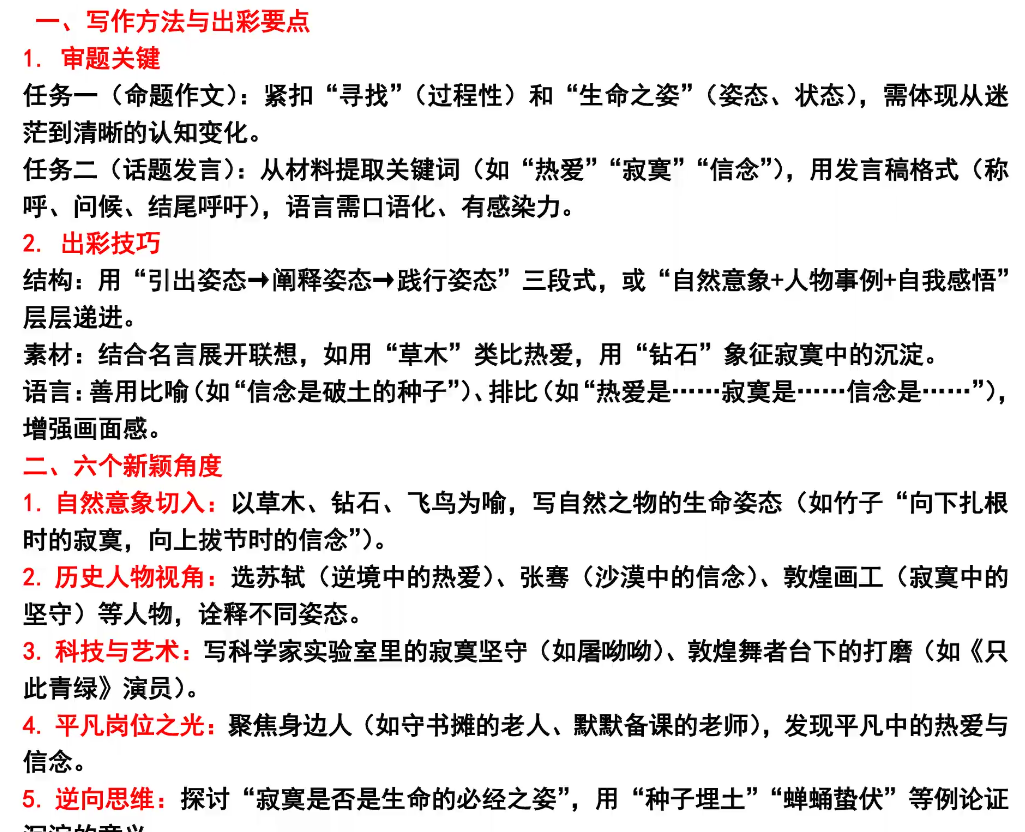 一、写作方法与出彩要点
1. 审题关键
任务一（命题作文）：紧扣“寻找”（过程性）和“生命之姿”（姿态、状态），需体现从迷
茫到清晰的认知变化。
任务二（话题发言）：从材料提取关键词（如“热爱”“寂寞”“信念”），用发言稿格式（称
呼、问候、结尾呼吁），语言需口语化、有感染力。
2. 出彩技巧
结构：用“引出姿态→阐释姿态→践行姿态”三段式，或“自然意象+人物事例+自我感悟”
层层递进。
素材：结合名言展开联想，如用“草木”类比热爱，用“钻石”象征寂寞中的沉淀。
语言：善用比喻（如“信念是破土的种子”）、排比（如“热爱是……寂寞是……信念是……”），
增强画面感。
二、六个新颖角度
1. 自然意象切入：以草木、钻石、飞鸟为喻，写自然之物的生命姿态（如竹子“向下扎根
时的寂寞，向上拔节时的信念”）。
2. 历史人物视角：选苏轼（逆境中的热爱）、张骞（沙漠中的信念）、敦煌画工（寂寞中的
坚守）等人物，诠释不同姿态。
3. 科技与艺术：写科学家实验室里的寂寞坚守（如屠呦呦）、敦煌舞者台下的打磨（如《只
此青绿》演员）。
4. 平凡岗位之光：聚焦身边人（如守书摊的老人、默默备课的老师），发现平凡中的热爱与
信念。
5. 逆向思维：探讨“寂寞是否是生命的必经之姿”，用“种子埋土”“蝉蛹蛰伏”等例论证